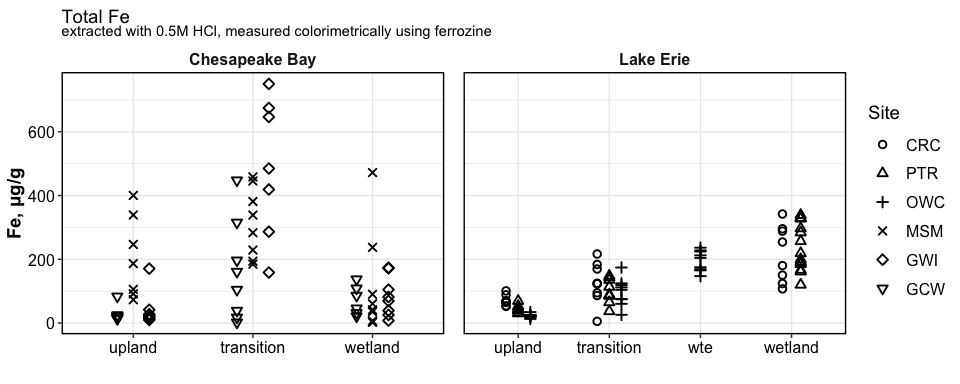 Total Fe
extracted with 0.5M HCl, measured colorimetrically using ferrozine
Chesapeake Bay
Lake Erie
Fe, µg/g
600
400
200
0
upland
transition
wetland
upland
transition
wte
wetland
Site
CRC
PTR
OWC
MSM
GWI
GCW